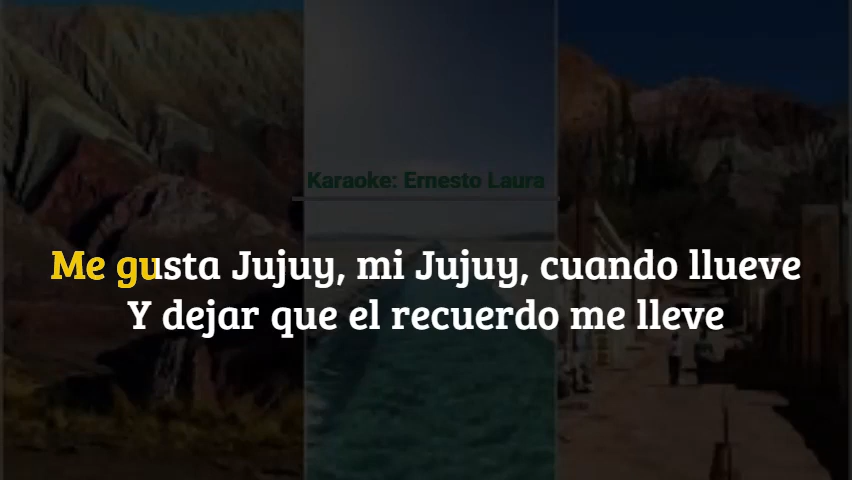 Karaoke: Ernesto Laura
Me gusta Jujuy, mi Jujuy, cuando llueve
Y dejar que el recuerdo me lleve